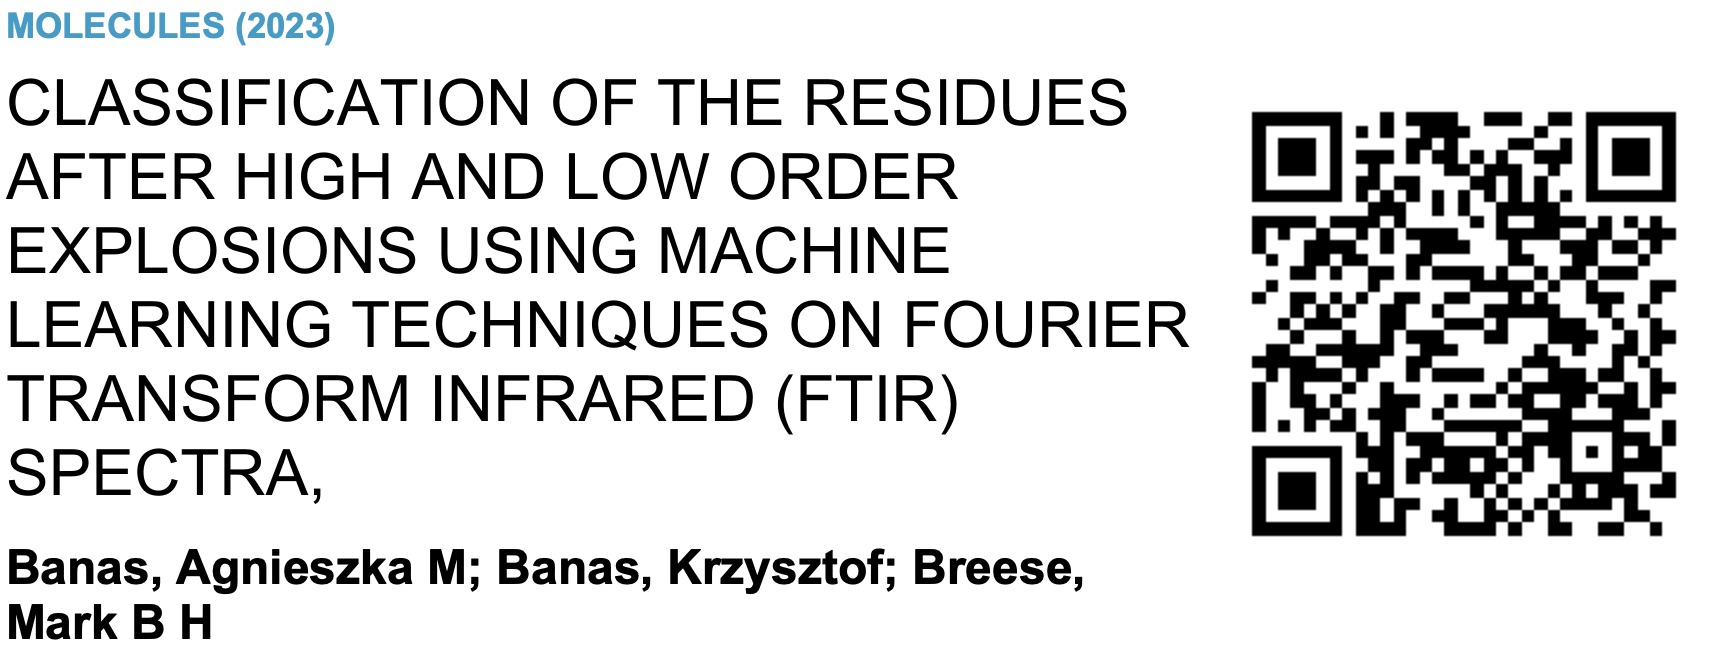 MOLECULES (2023)
CLASSIFICATION OF THE RESIDUES
AFTER HIGH AND LOW ORDER
EXPLOSIONS USING MACHINE
LEARNING TECHNIQUES ON FOURIER
TRANSFORM INFRARED (FTIR)
SPECTRA,
Banas, Agnieszka M; Banas, Krzysztof; Breese,
Mark B H